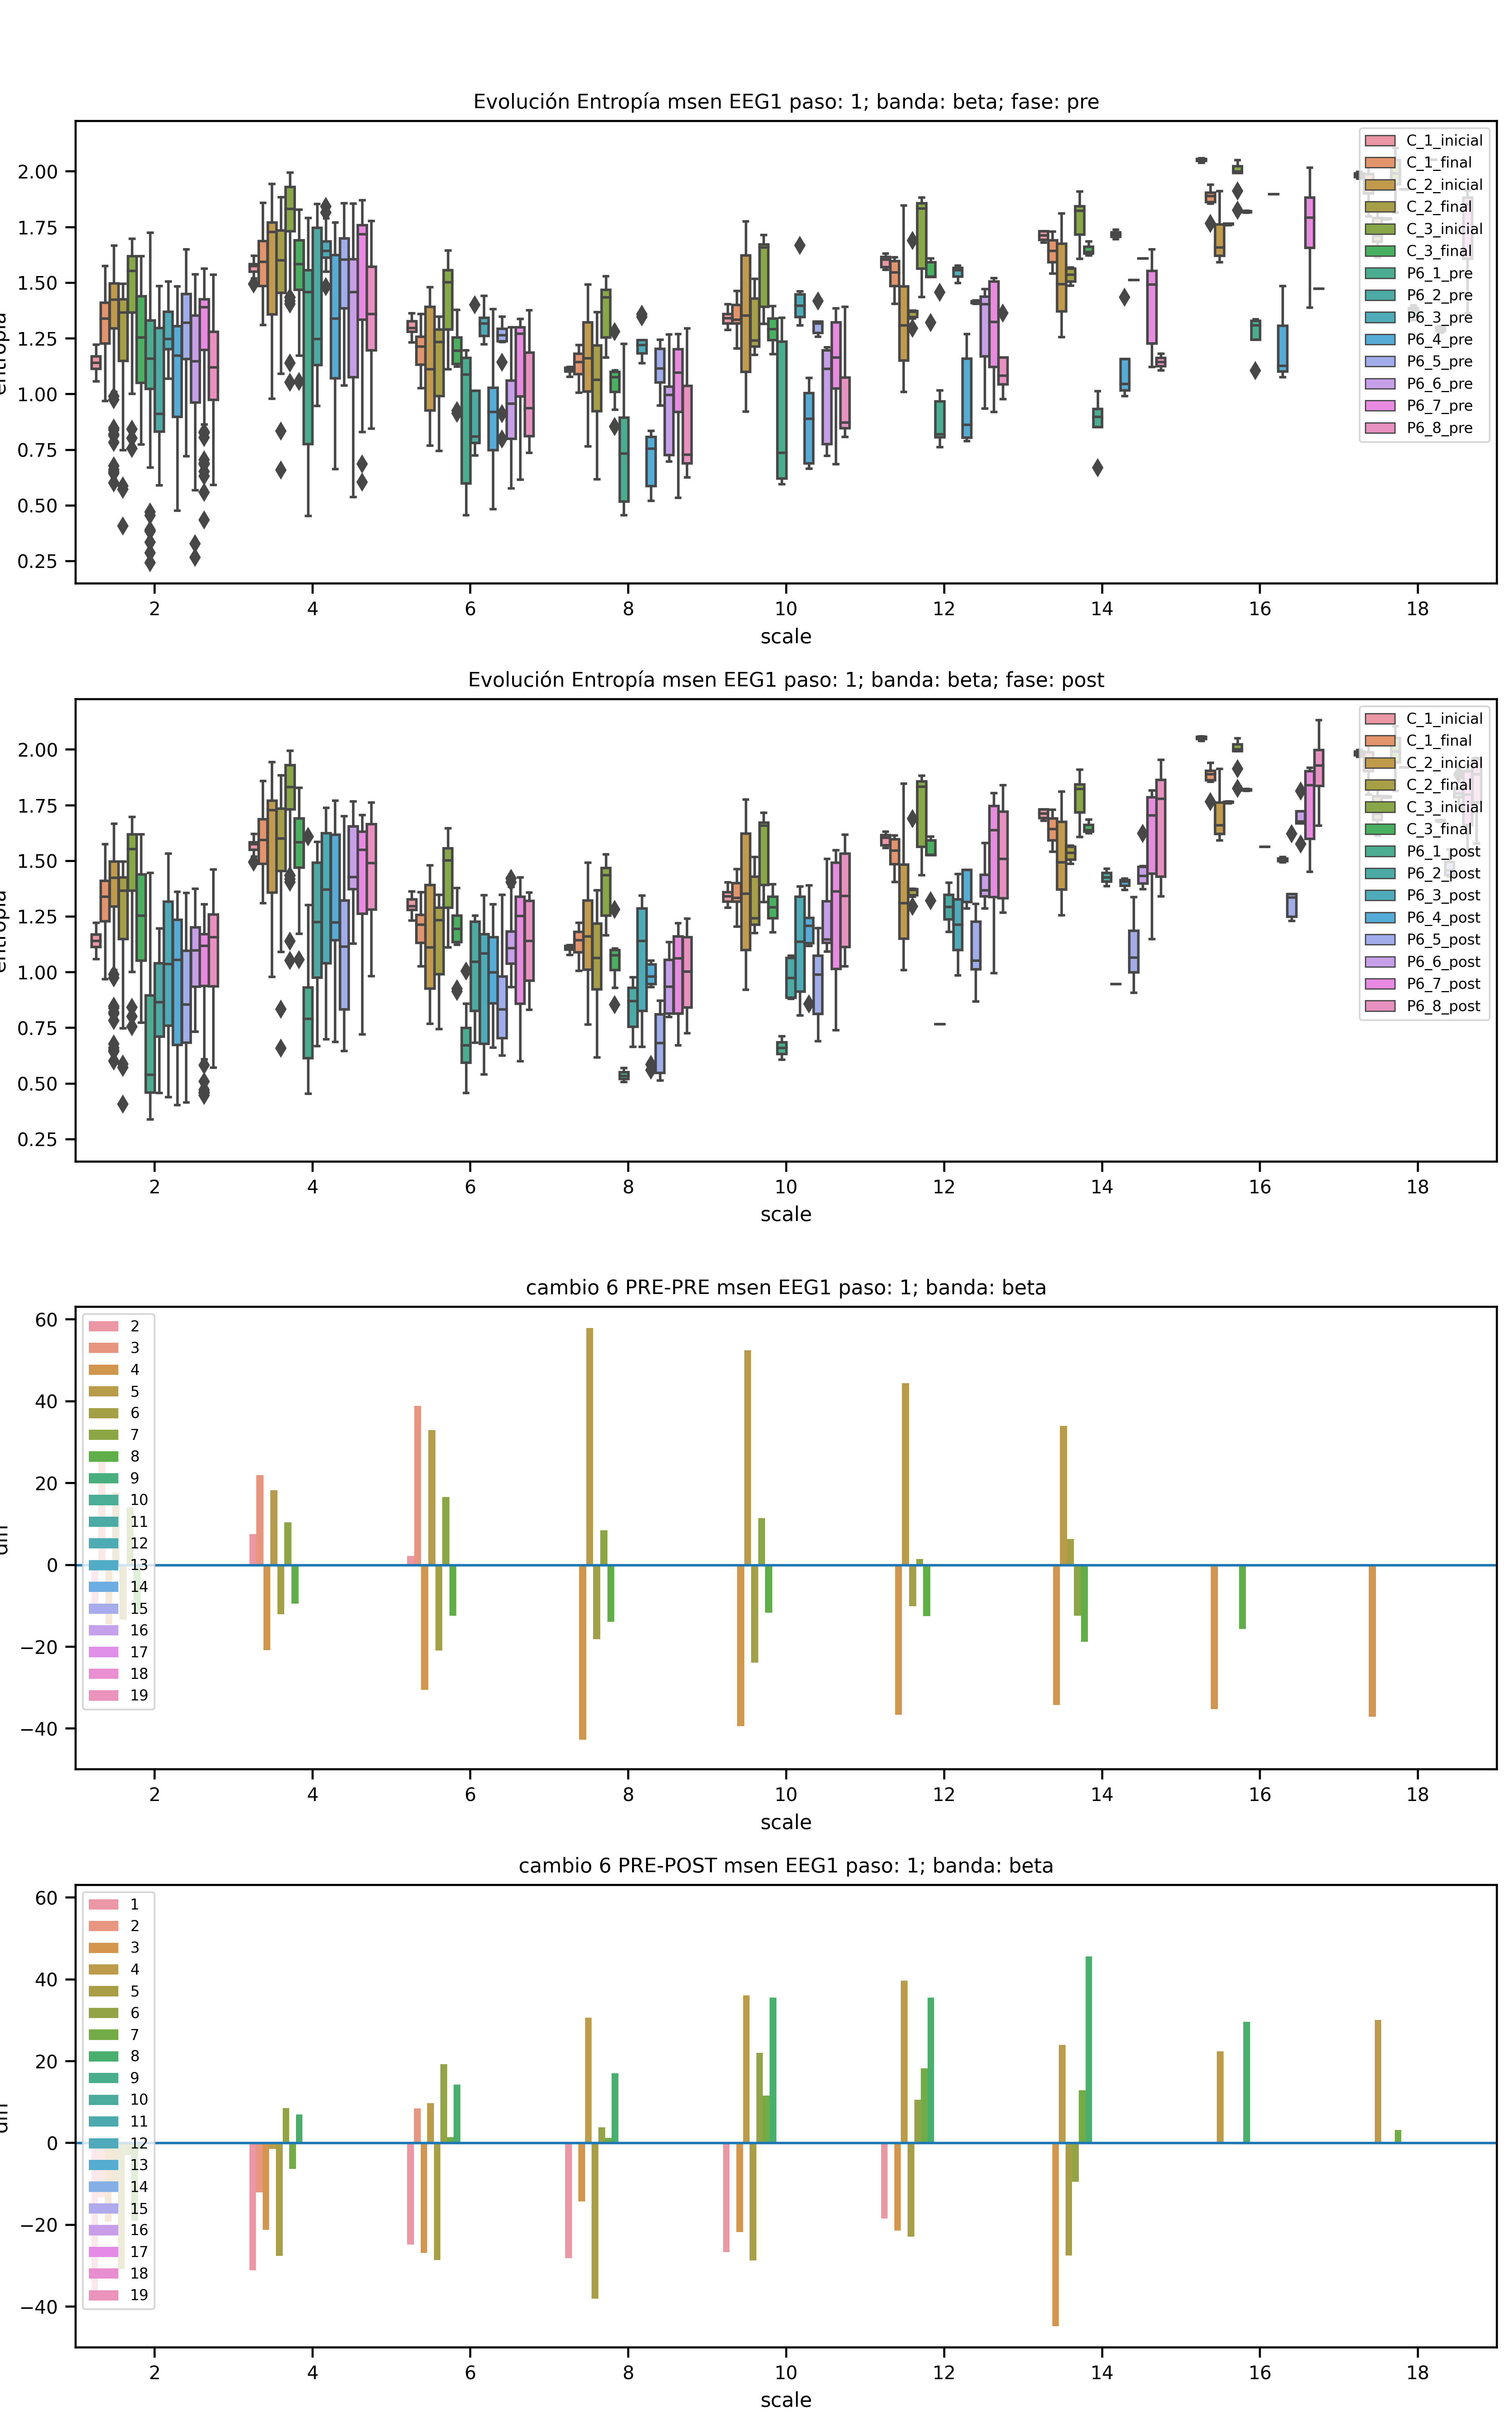 Evolución Entropía msen EEG1 paso: 1; banda: beta; fase: pre
2.00
1.75
1.50
1.25
1.00
0.75
0.50
0.25
2 4 6 8 10 12 14 16 18
scale
C_1_inicial
C_1_final
C_2_inicial
C_2_final
C_3_inicial
C_3_final
P6_1_pre
P6_2_pre
P6_3_pre
P6_4_pre
P6_5_pre
P6_6_pre
P6_7_pre
P6_8_pre
Evolución Entropía msen EEG1 paso: 1; banda: beta; fase: post
2.00
1.75
1.50
1.25
1.00
0.75
0.50
0.25
2 4 6 8 10 12 14 16 18
scale
C_1_inicial
C_1_final
C_2_inicial
C_2_final
C_3_inicial
C_3_final
P6_1_post
P6_2_post
P6_3_post
P6_4_post
P6_5_post
P6_6_post
P6_7_post
P6_8_post
cambio 6 PRE-PRE msen EEG1 paso: 1; banda: beta
60
40
20
0
−20
−40
2
3
4
5
6
7
8
9
10
11
12
13
14
15
16
17
18
19
2 4 6 8 10 12 14 16 18
scale
cambio 6 PRE-POST msen EEG1 paso: 1; banda: beta
60
40
20
0
−20
−40
1
2
3
4
5
6
7
8
9
10
11
12
13
14
15
16
17
18
19
2 4 6 8 10 12 14 16 18
scale